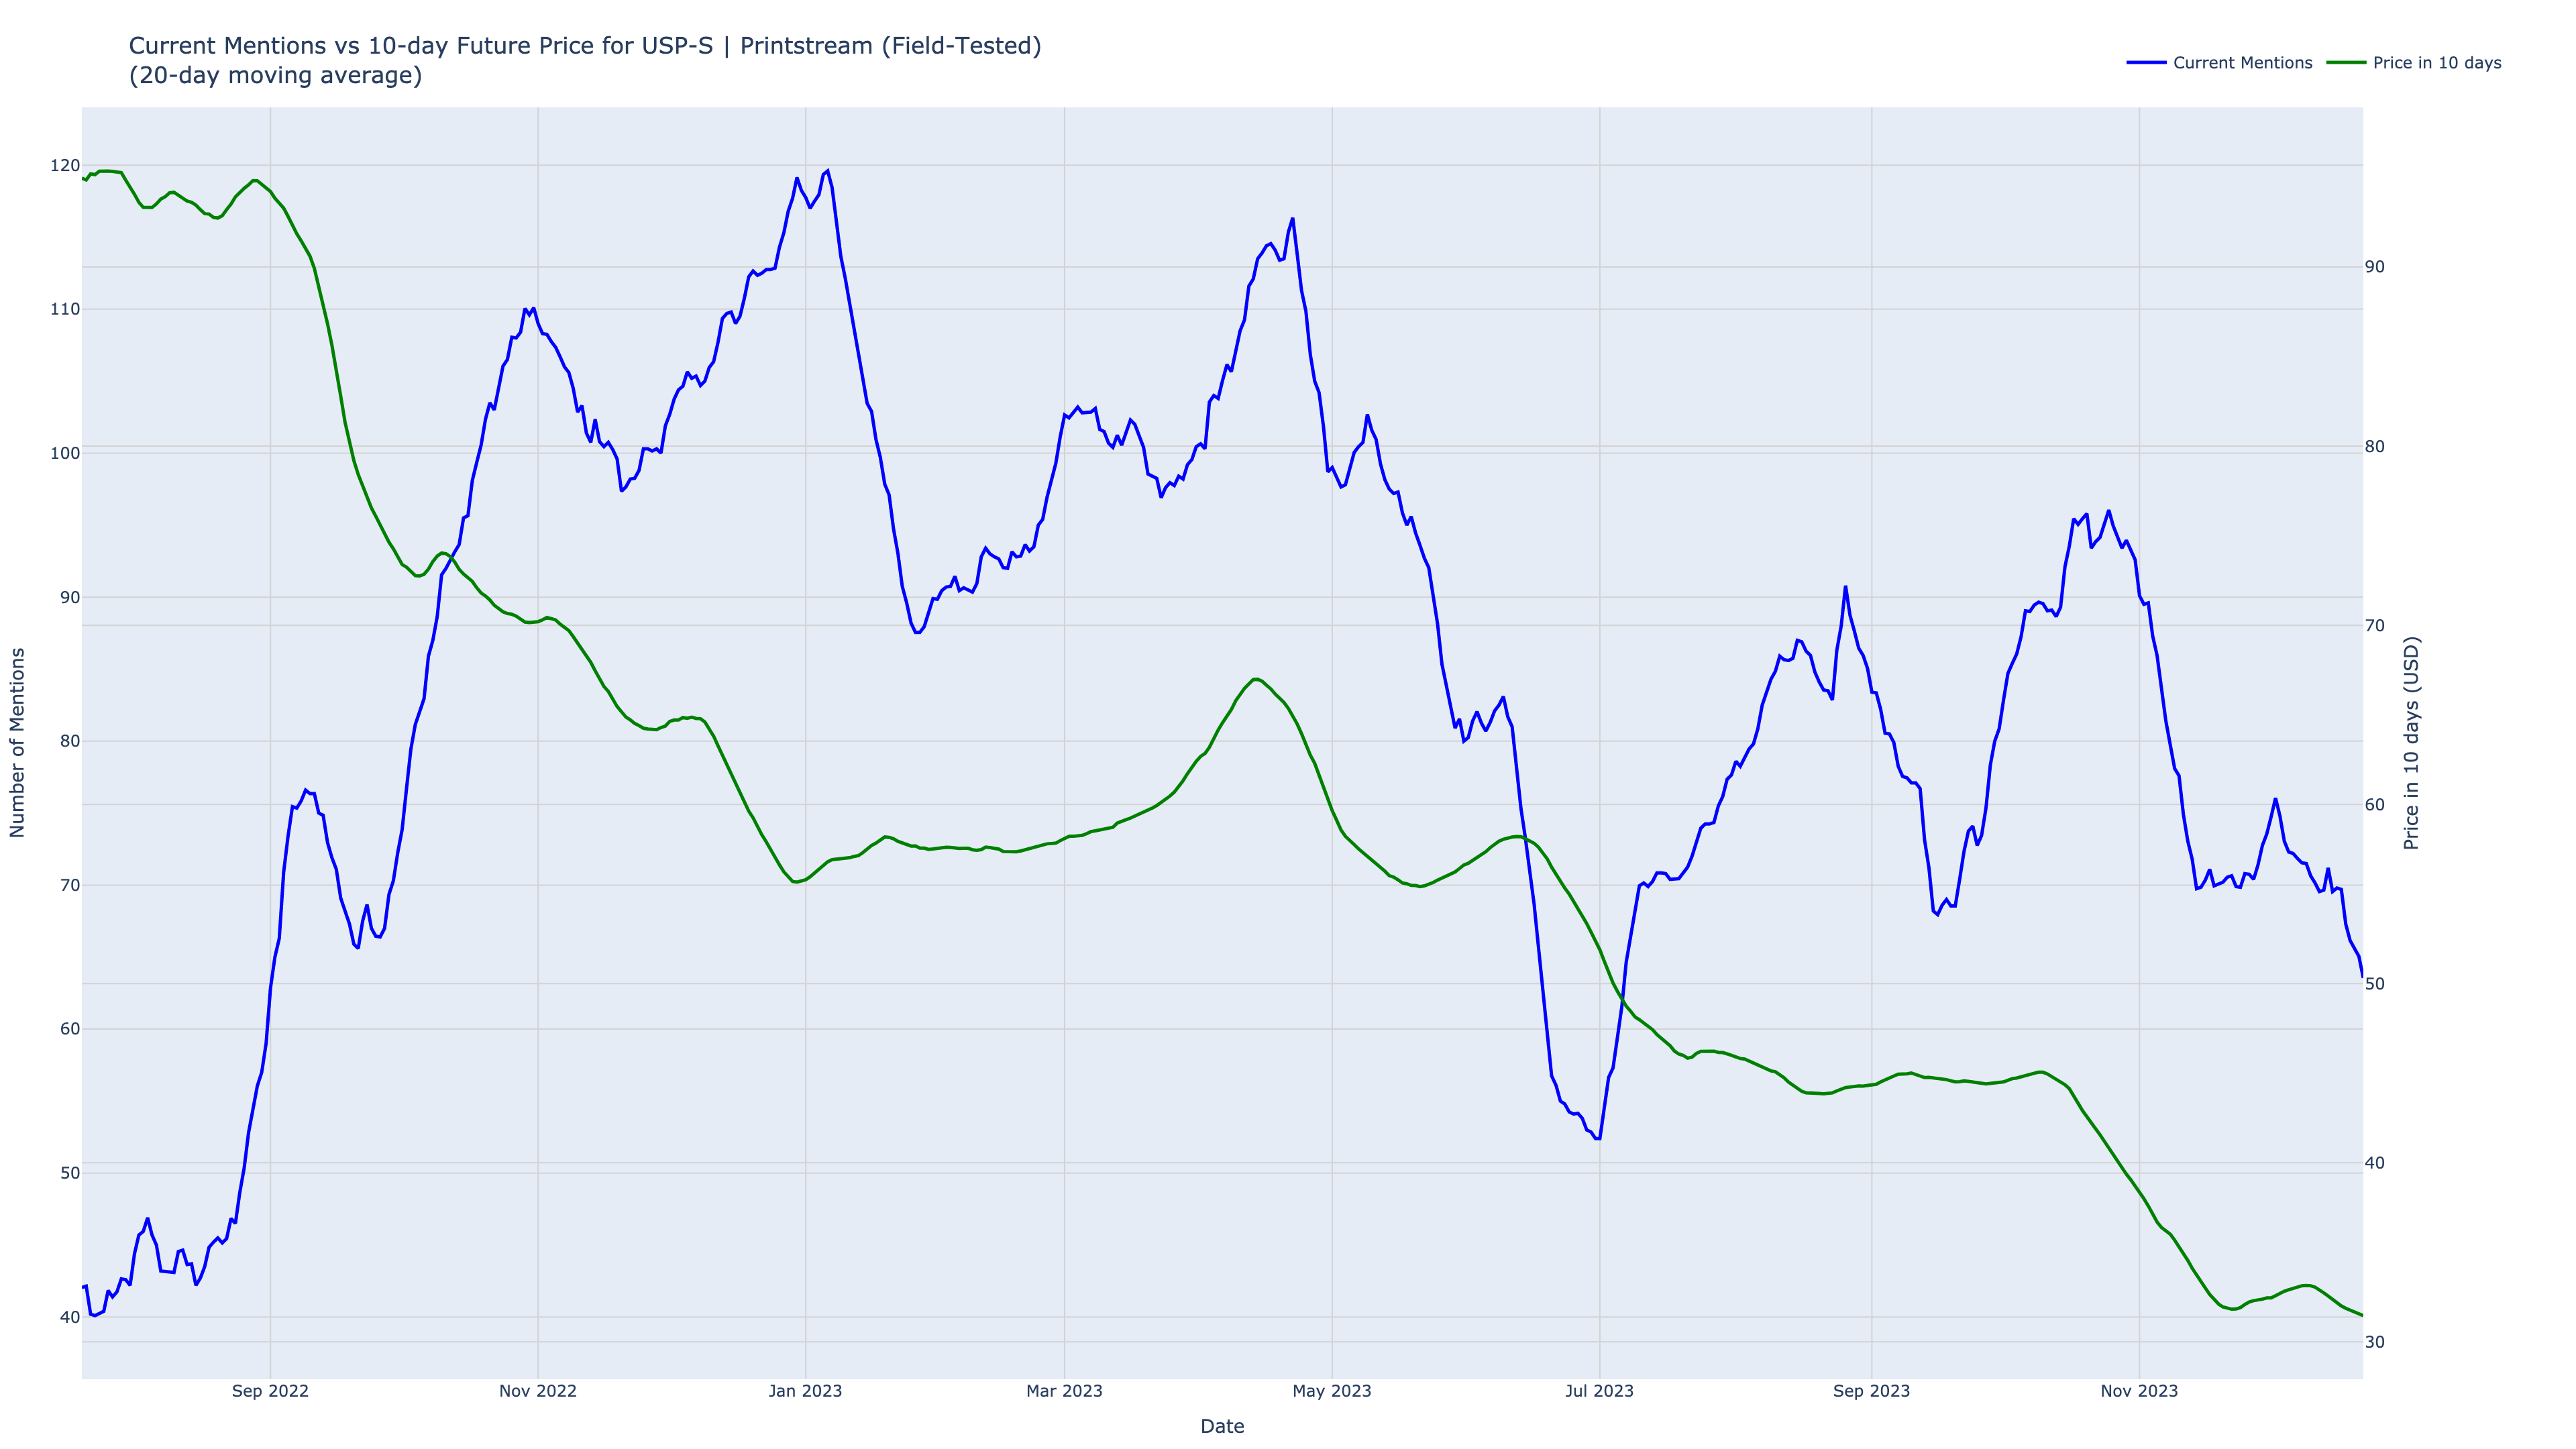 Current Mentions vs 10-day Future Price for USP-S | Printstream (Field-Tested)
(20-day moving average)
Current Mentions
Price in 10 days
120
110
100
90
80
70
60
50
40
Number of Mentions
90
80
70
60
50
40
30
Price in 10 days (USD)
Sep 2022
Nov 2022
Jan 2023
Mar 2023
May 2023
Jul 2023
Sep 2023
Nov 2023
Date